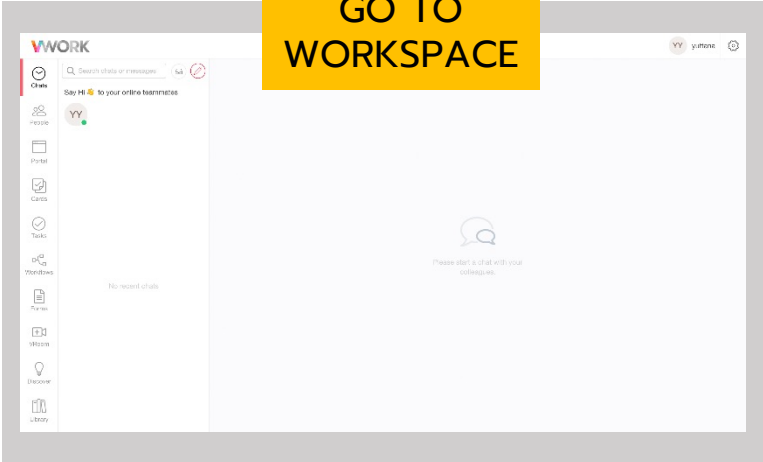 GO TO
WORKSPACE
VWORK
YY yuttana
Search chats or messages
Chats
Say Hi 👋 to your online teammates
YY
People
Portal
Cards
Tasks
Please start a chat with your
colleagues.
Workflows
No recent chats
Forms
VRoom
Discover
Library